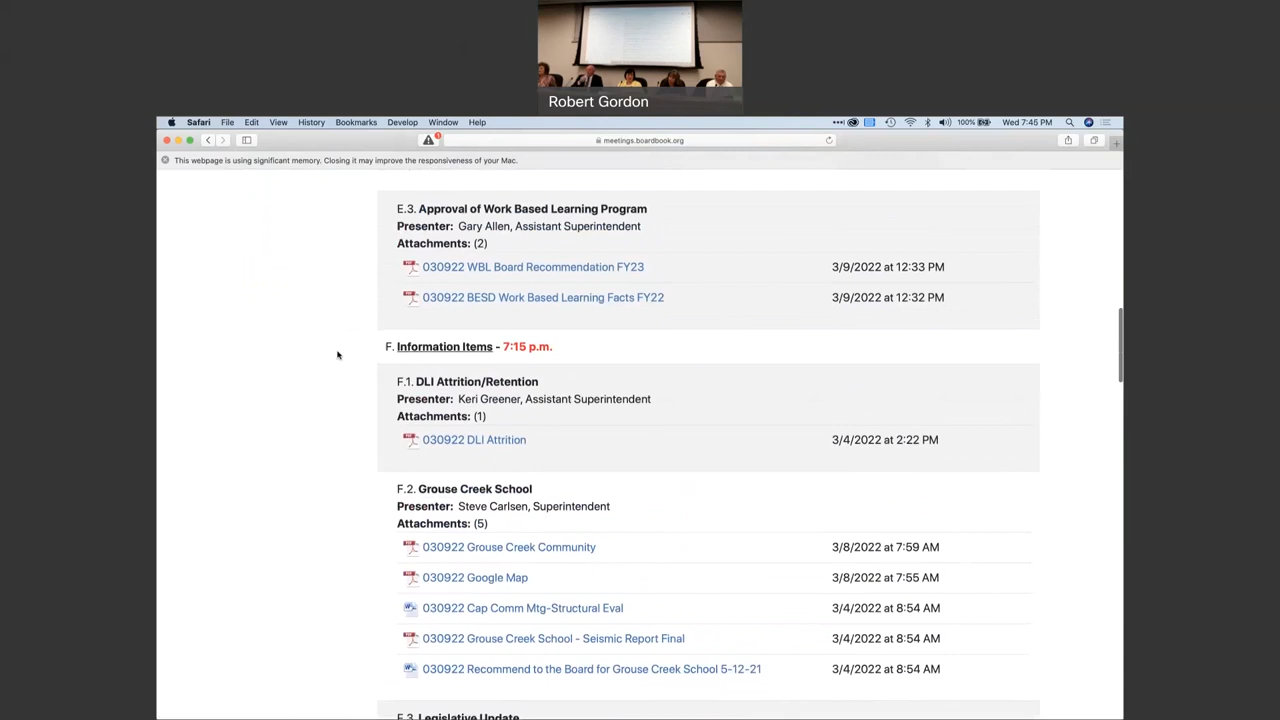 Robert Gordon
Safari File Edit View History Bookmarks Develop Window Help 100% Wed 7:45 PM
1 meetings.boardbook.org
This webpage is using significant memory. Closing it may improve the responsiveness of your Mac.
E.3. Approval of Work Based Learning Program
Presenter: Gary Allen, Assistant Superintendent
Attachments: (2)
030922 WBL Board Recommendation FY23 3/9/2022 at 12:33 PM
030922 BESD Work Based Learning Facts FY22 3/9/2022 at 12:32 PM
F. Information Items - 7:15 p.m.
F.1. DLI Attrition/Retention
Presenter: Keri Greener, Assistant Superintendent
Attachments: (1)
030922 DLI Attrition 3/4/2022 at 2:22 PM
F.2. Grouse Creek School
Presenter: Steve Carlsen, Superintendent
Attachments: (5)
030922 Grouse Creek Community 3/8/2022 at 7:59 AM
030922 Google Map 3/8/2022 at 7:55 AM
030922 Cap Comm Mtg-Structural Eval 3/4/2022 at 8:54 AM
030922 Grouse Creek School - Seismic Report Final 3/4/2022 at 8:54 AM
030922 Recommend to the Board for Grouse Creek School 5-12-21 3/4/2022 at 8:54 AM
F.3. Legislative Update